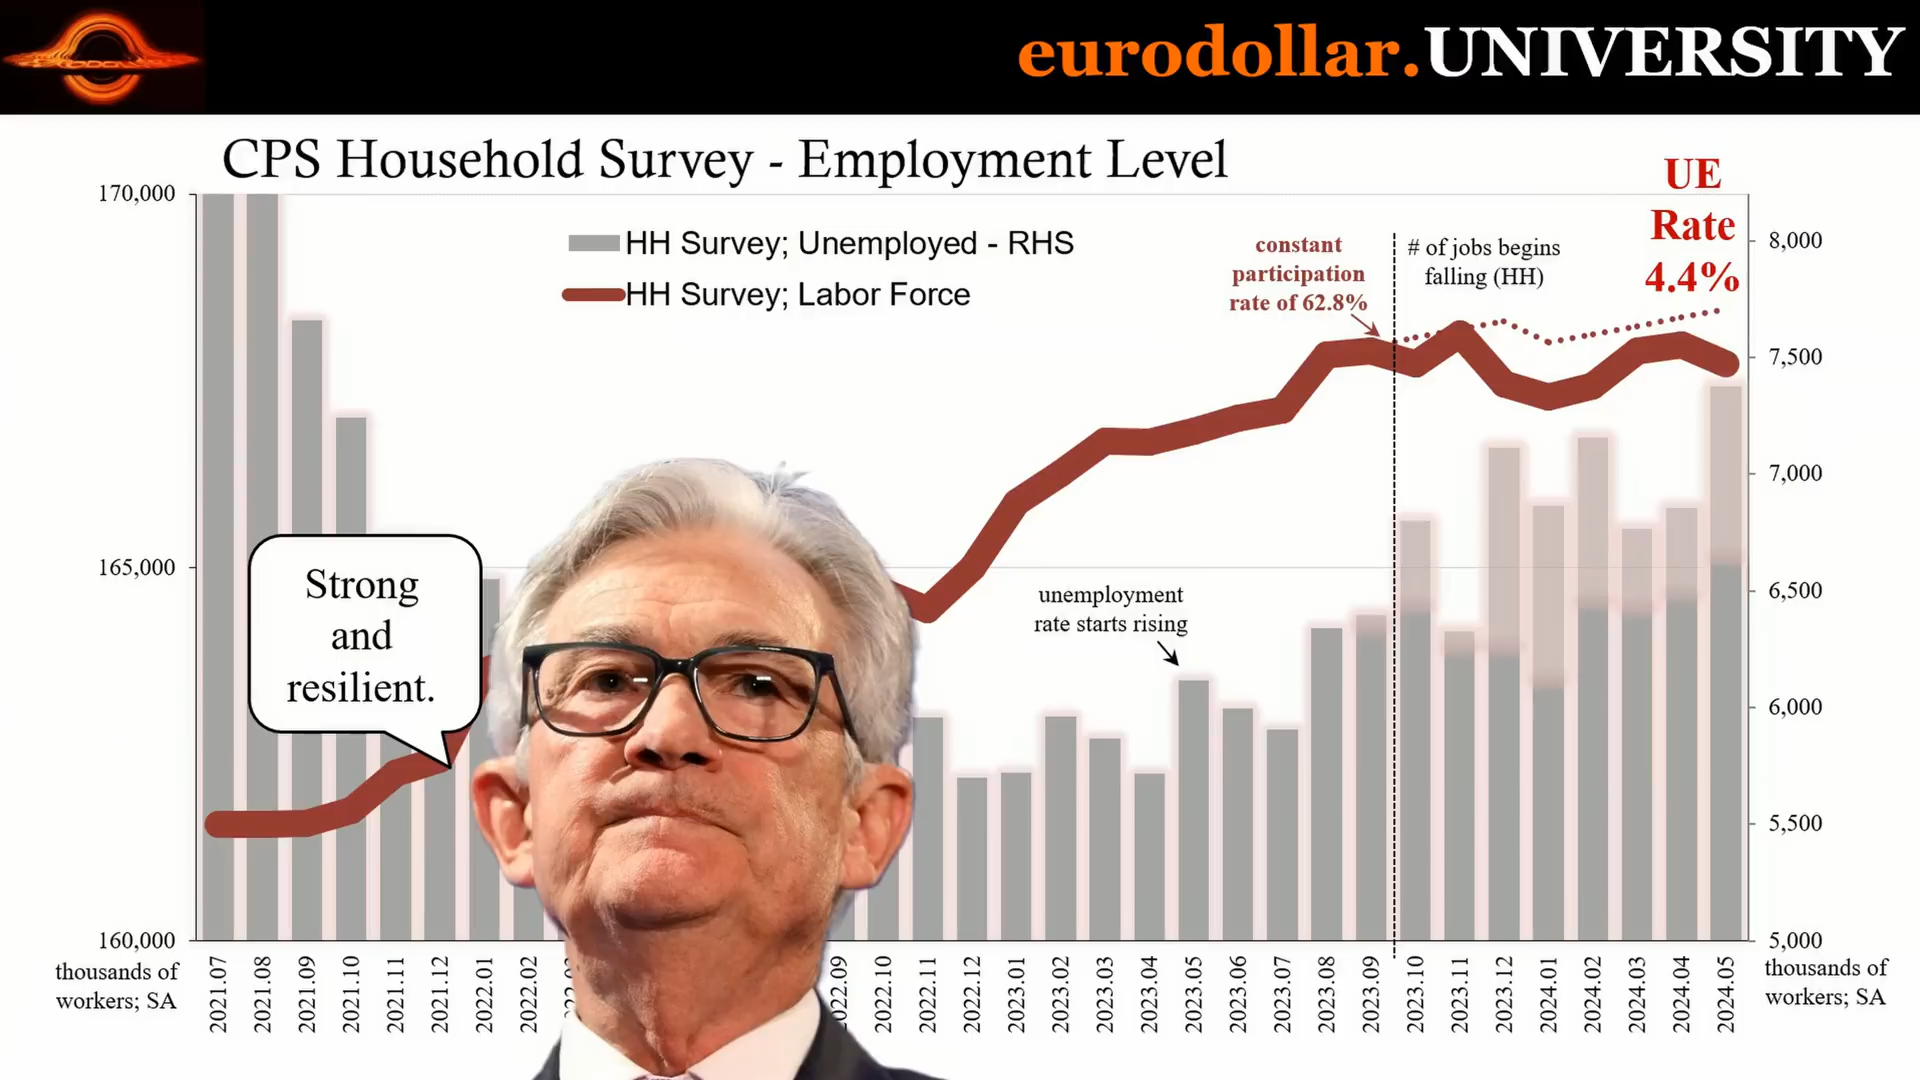 eurodollar.UNIVERSITY
CPS Household Survey - Employment Level
UE
Rate
4.4%
HH Survey; Unemployed - RHS
HH Survey; Labor Force
constant
participation
rate of 62.8%
# of jobs begins
falling (HH)
unemployment
rate starts rising
Strong
and
resilient.
170,000
165,000
160,000
thousands of
workers; SA
8,000
7,500
7,000
6,500
6,000
5,500
5,000
thousands of
workers; SA
2021.07
2021.08
2021.09
2021.10
2021.11
2021.12
2022.01
2022.02
2022.09
2022.10
2022.11
2022.12
2023.01
2023.02
2023.03
2023.04
2023.05
2023.06
2023.07
2023.08
2023.09
2023.10
2023.11
2023.12
2024.01
2024.02
2024.03
2024.04
2024.05